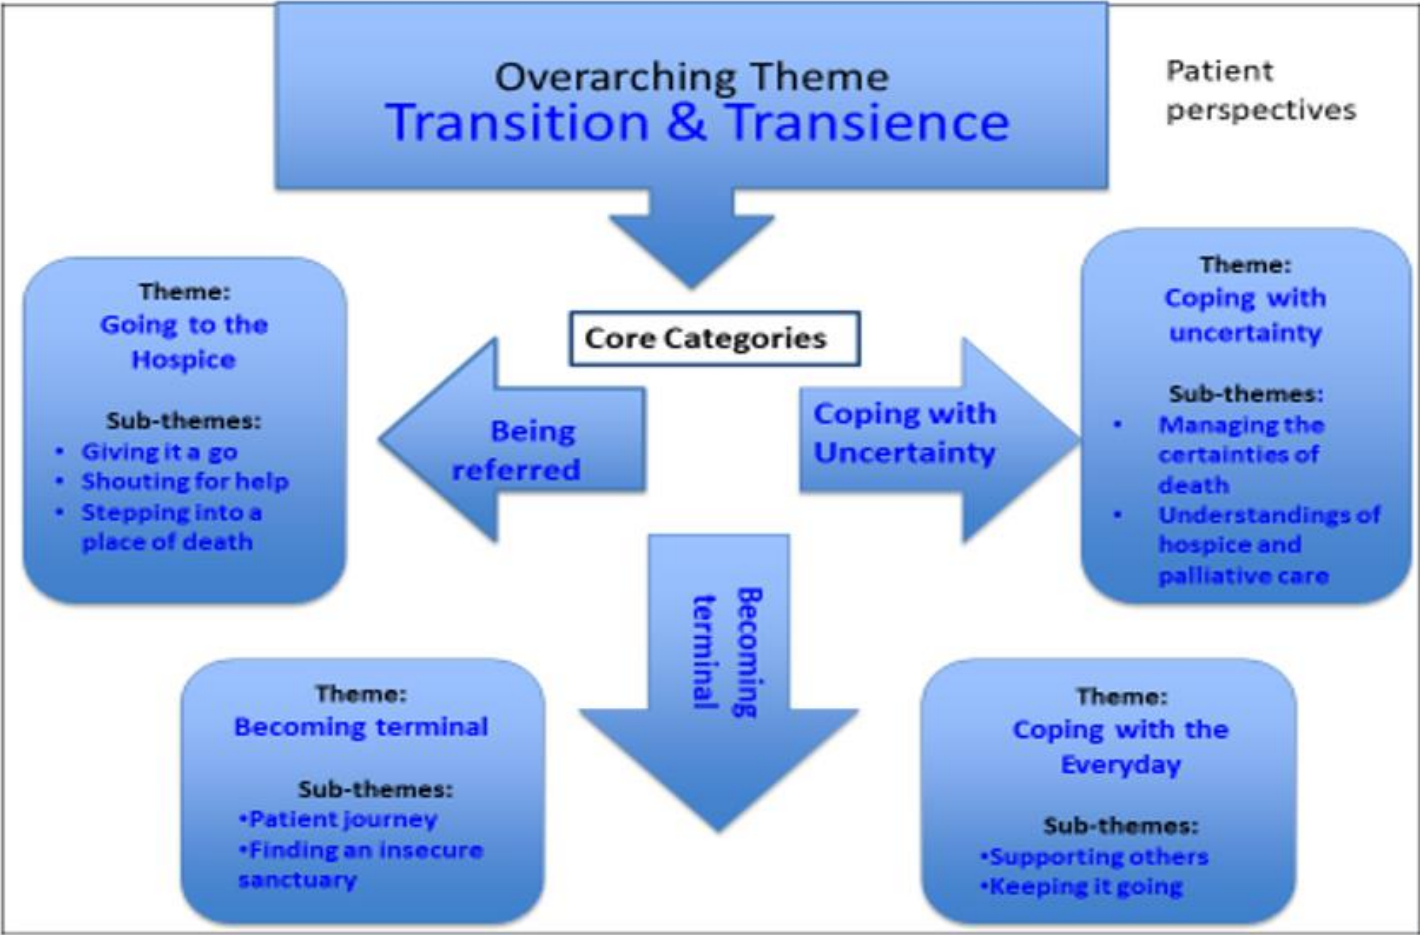 Overarching Theme
Transition & Transience
Patient
perspectives
Theme:
Going to the
Hospice
Sub-themes:
• Giving it a go
• Shouting for help
• Stepping into a
place of death
Core Categories
Being
referred
Coping with
Uncertainty
Becoming
terminal
Theme:
Coping with
uncertainty
Sub-themes:
• Managing the
certainties of
death
• Understandings of
hospice and
palliative care
Theme:
Becoming terminal
Sub-themes:
•Patient journey
•Finding an insecure
sanctuary
Theme:
Coping with the
Everyday
Sub-themes:
•Supporting others
•Keeping it going